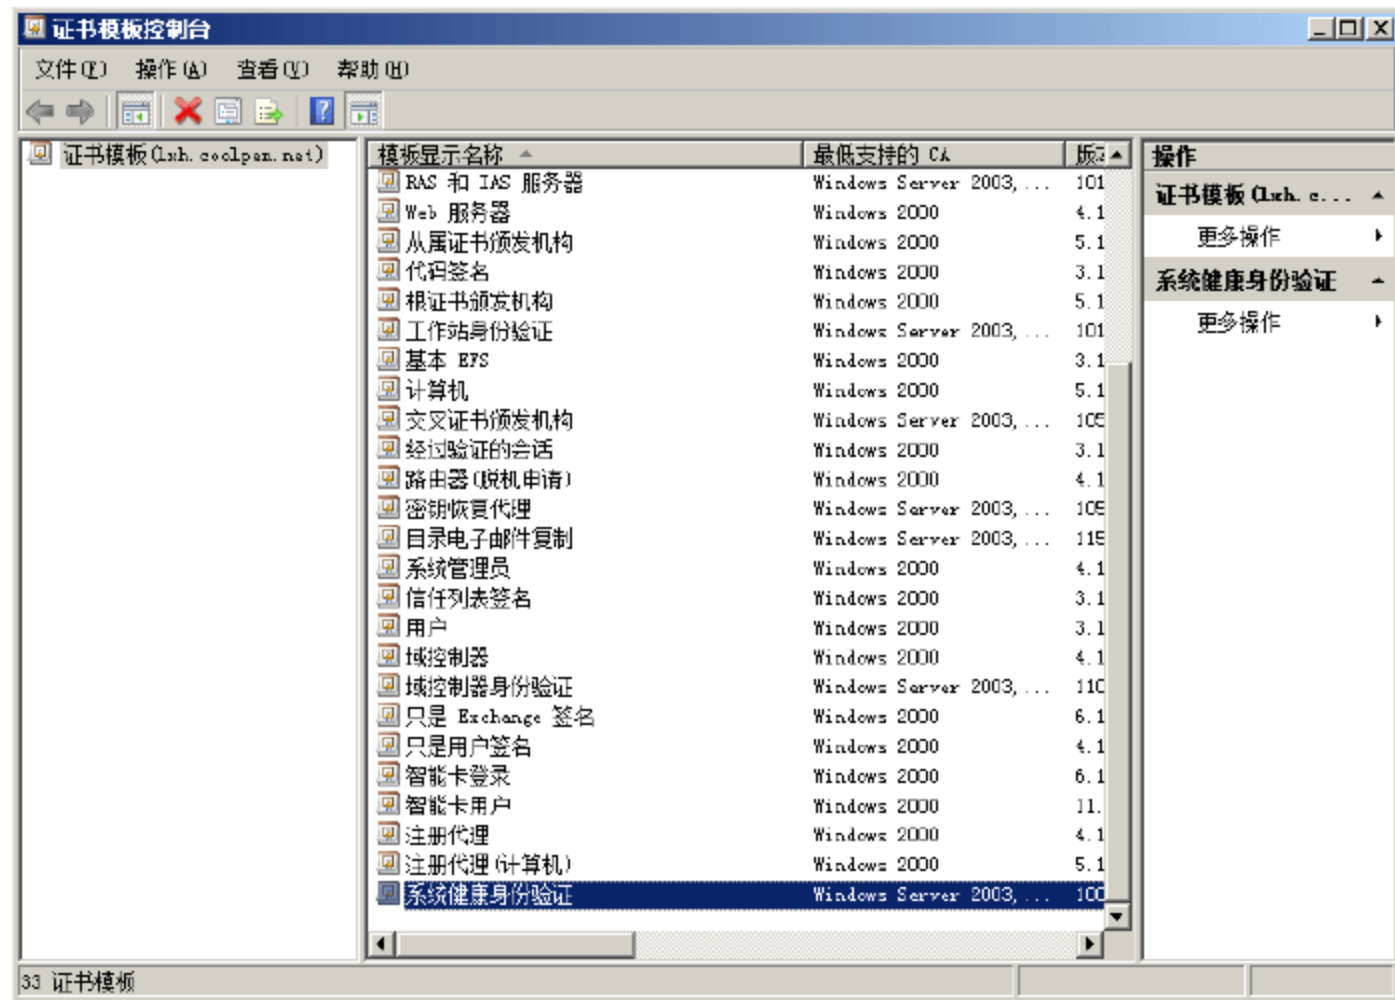 证书模板控制台
文件(F) 操作(A) 查看(V) 帮助(H)
证书模板(lxh.coolpen.net)
模板显示名称 最低支持的 CA 版本
RAS 和 IAS 服务器 Windows Server 2003, ... 101
Web 服务器 Windows 2000 4.1
从属证书颁发机构 Windows 2000 5.1
代码签名 Windows 2000 3.1
根证书颁发机构 Windows 2000 5.1
工作站身份验证 Windows Server 2003, ... 101
基本 EFS Windows 2000 3.1
计算机 Windows 2000 5.1
交叉证书颁发机构 Windows Server 2003, ... 105
经过验证的会话 Windows 2000 3.1
路由器(脱机申请) Windows 2000 4.1
密钥恢复代理 Windows Server 2003, ... 105
目录电子邮件复制 Windows Server 2003, ... 115
系统管理员 Windows 2000 4.1
信任列表签名 Windows 2000 3.1
用户 Windows 2000 3.1
域控制器 Windows 2000 4.1
域控制器身份验证 Windows Server 2003, ... 110
只是 Exchange 签名 Windows 2000 6.1
只是用户签名 Windows 2000 4.1
智能卡登录 Windows 2000 6.1
智能卡用户 Windows 2000 11.
注册代理 Windows 2000 4.1
注册代理(计算机) Windows 2000 5.1
系统健康身份验证 Windows Server 2003, ... 100
操作
证书模板(lxh.c...
更多操作
系统健康身份验证
更多操作
33 证书模板